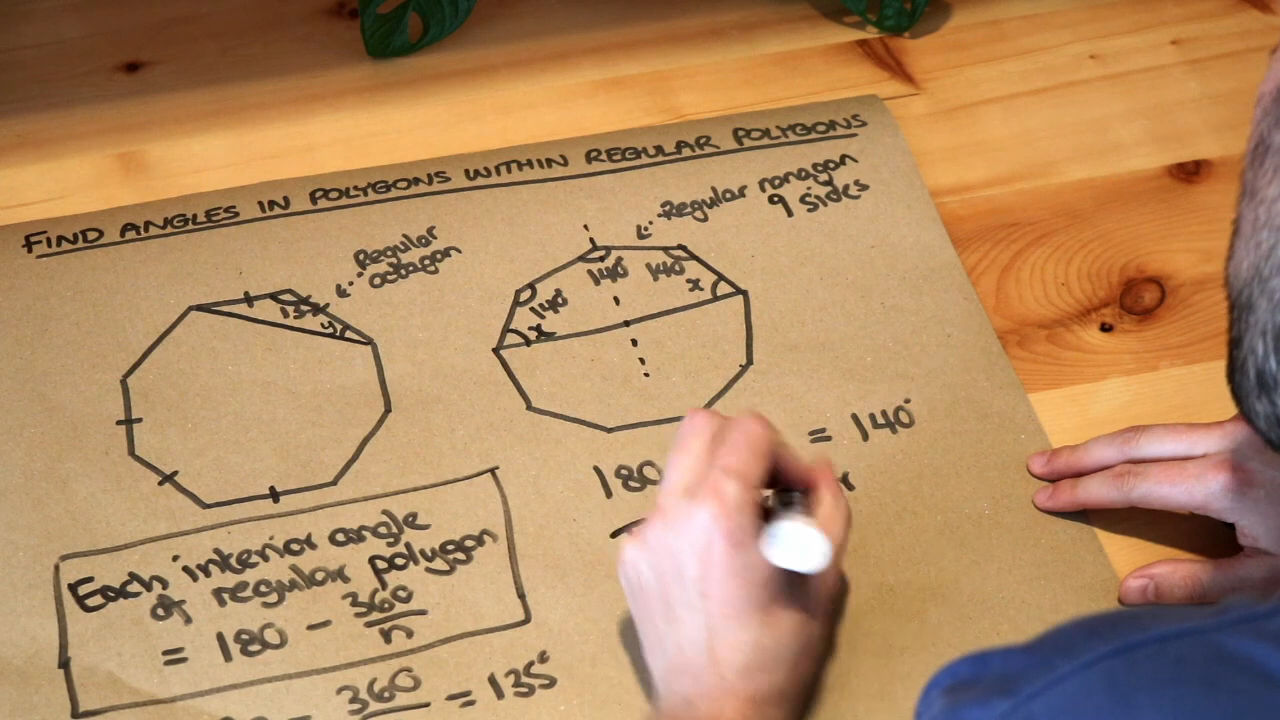 FIND ANGLES IN POLYGONS WITHIN REGULAR POLYGONS
Regular
octagon
y
Regular nonagon
9 sides
140°
140°
140°
x
x
= 140°
180
Each interior angle
of regular polygon
= 180 - 360
n
- 360 = 135°